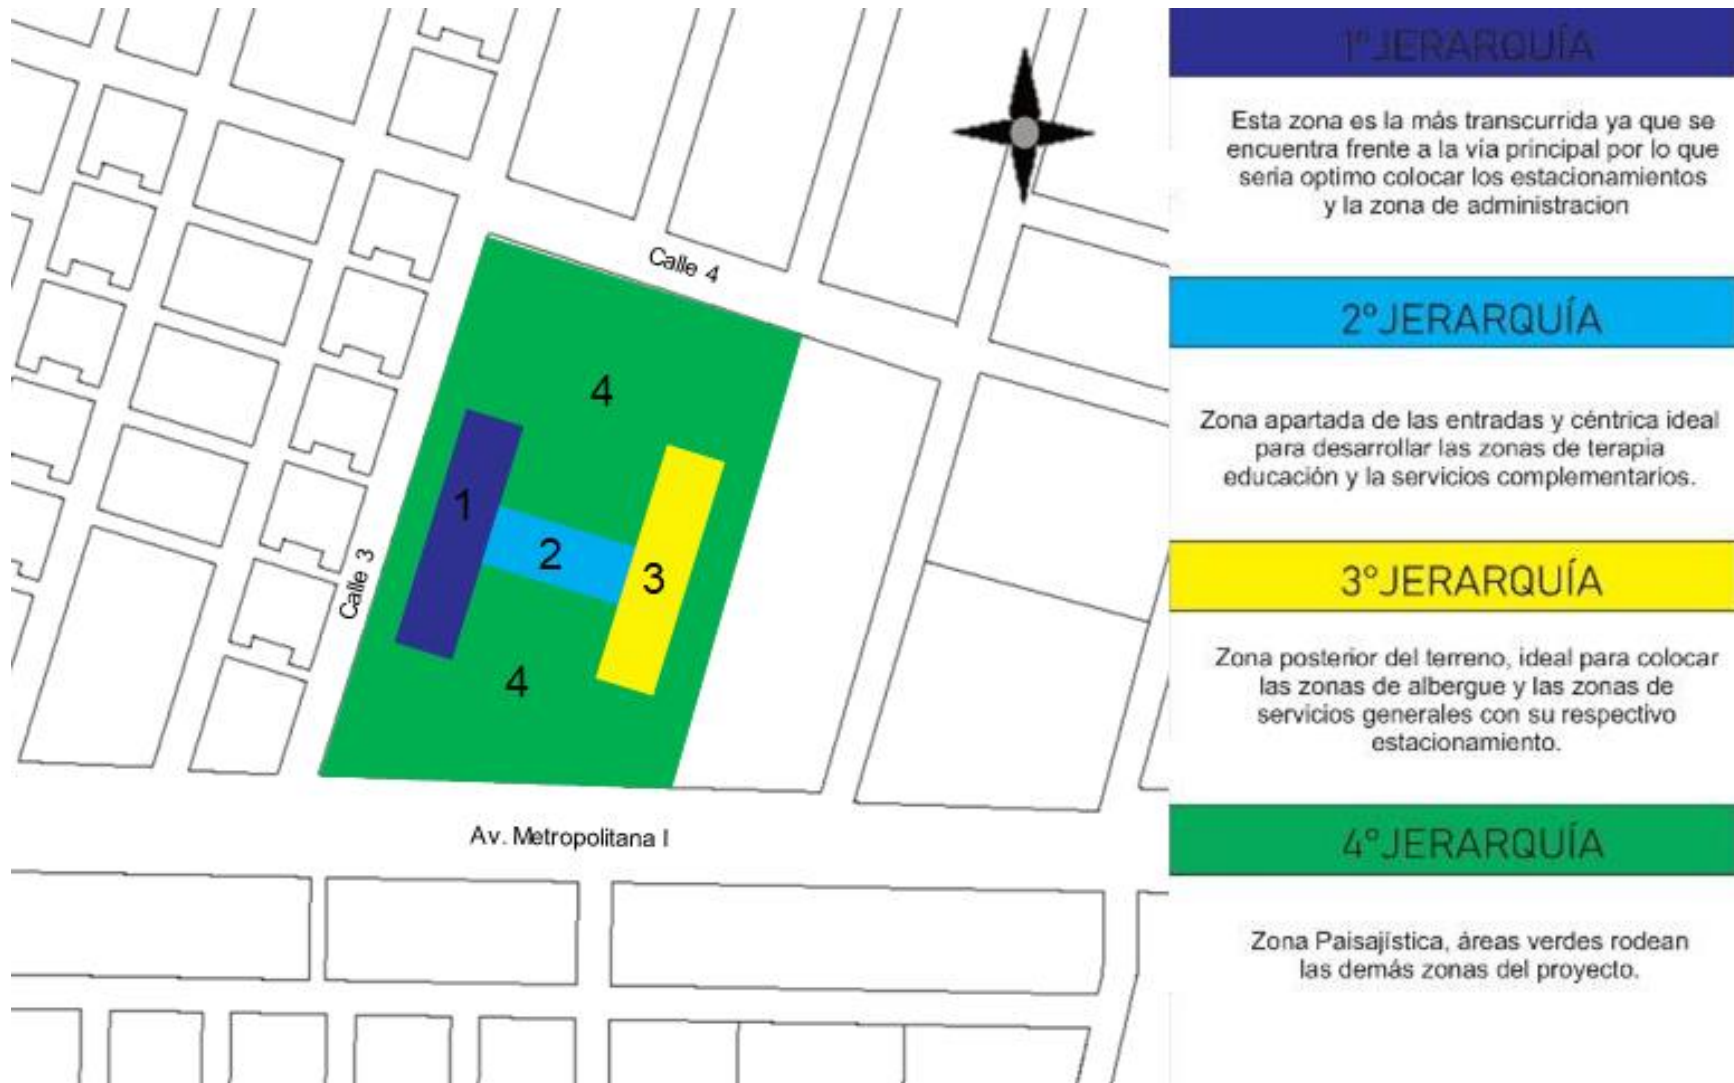 Calle 4
4
1
2
3
Calle 3
4
Av. Metropolitana I
1°JERARQUÍA
Esta zona es la más transcurrida ya que se
encuentra frente a la vía principal por lo que
seria optimo colocar los estacionamientos
y la zona de administracion
2°JERARQUÍA
Zona apartada de las entradas y céntrica ideal
para desarrollar las zonas de terapia
educación y la servicios complementarios.
3°JERARQUÍA
Zona posterior del terreno, ideal para colocar
las zonas de albergue y las zonas de
servicios generales con su respectivo
estacionamiento.
4°JERARQUÍA
Zona Paisajística, áreas verdes rodean
las demás zonas del proyecto.